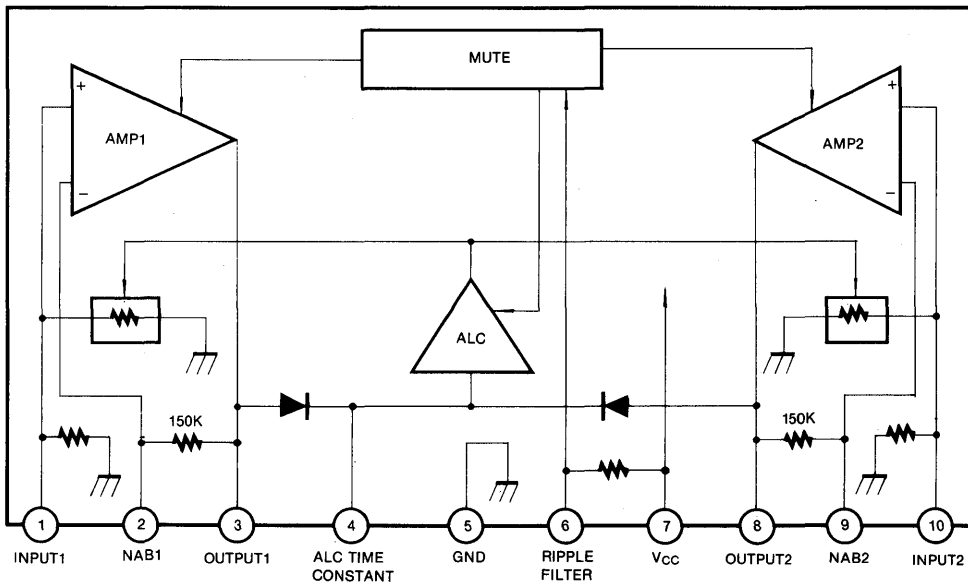 MUTE
+
AMP1
−
+
AMP2
−
ALC
150K
150K
1
2
3
4
5
6
7
8
9
10
INPUT1
NAB1
OUTPUT1
ALC TIME
CONSTANT
GND
RIPPLE
FILTER
VCC
OUTPUT2
NAB2
INPUT2